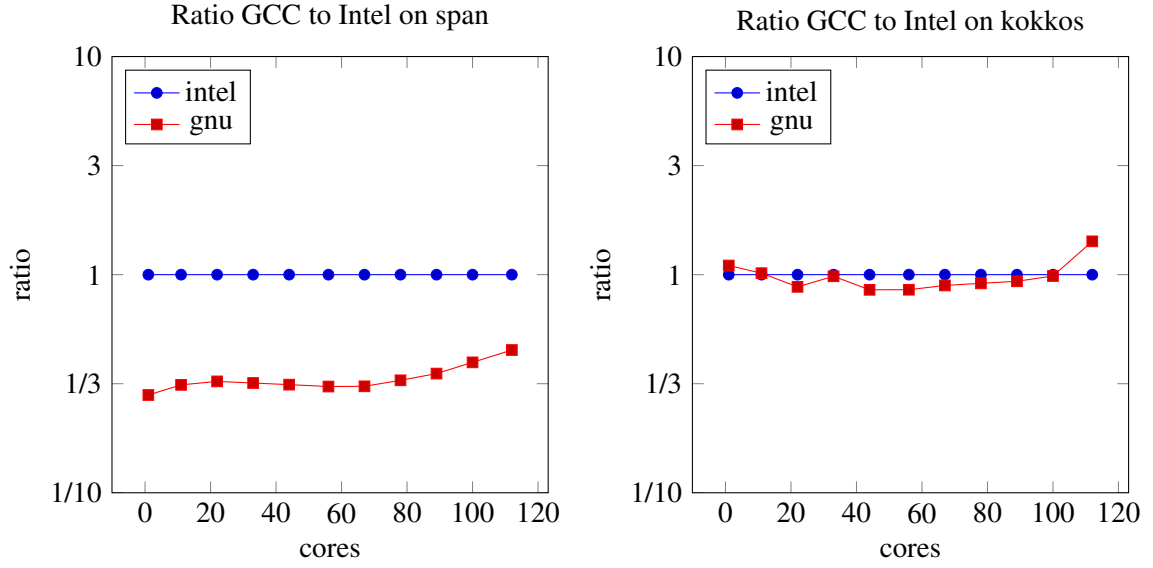 Ratio GCC to Intel on span
10
3
1
1/3
1/10
ratio
intel
gnu
0 20 40 60 80 100 120
cores
Ratio GCC to Intel on kokkos
10
3
1
1/3
1/10
ratio
intel
gnu
0 20 40 60 80 100 120
cores